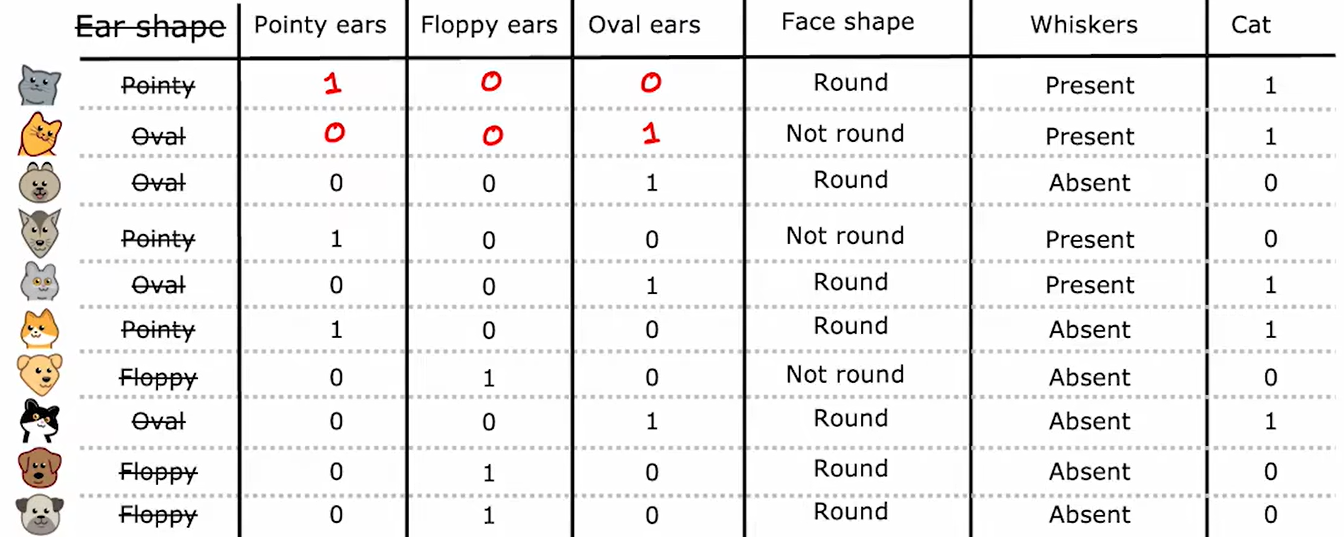 Ear shape Pointy ears Floppy ears Oval ears Face shape Whiskers Cat
Pointy 1 0 0 Round Present 1
Oval 0 0 1 Not round Present 1
Oval 0 0 1 Round Absent 0
Pointy 1 0 0 Not round Present 0
Oval 0 0 1 Round Present 1
Pointy 1 0 0 Round Absent 1
Floppy 0 1 0 Not round Absent 0
Oval 0 0 1 Round Absent 1
Floppy 0 1 0 Round Absent 0
Floppy 0 1 0 Round Absent 0